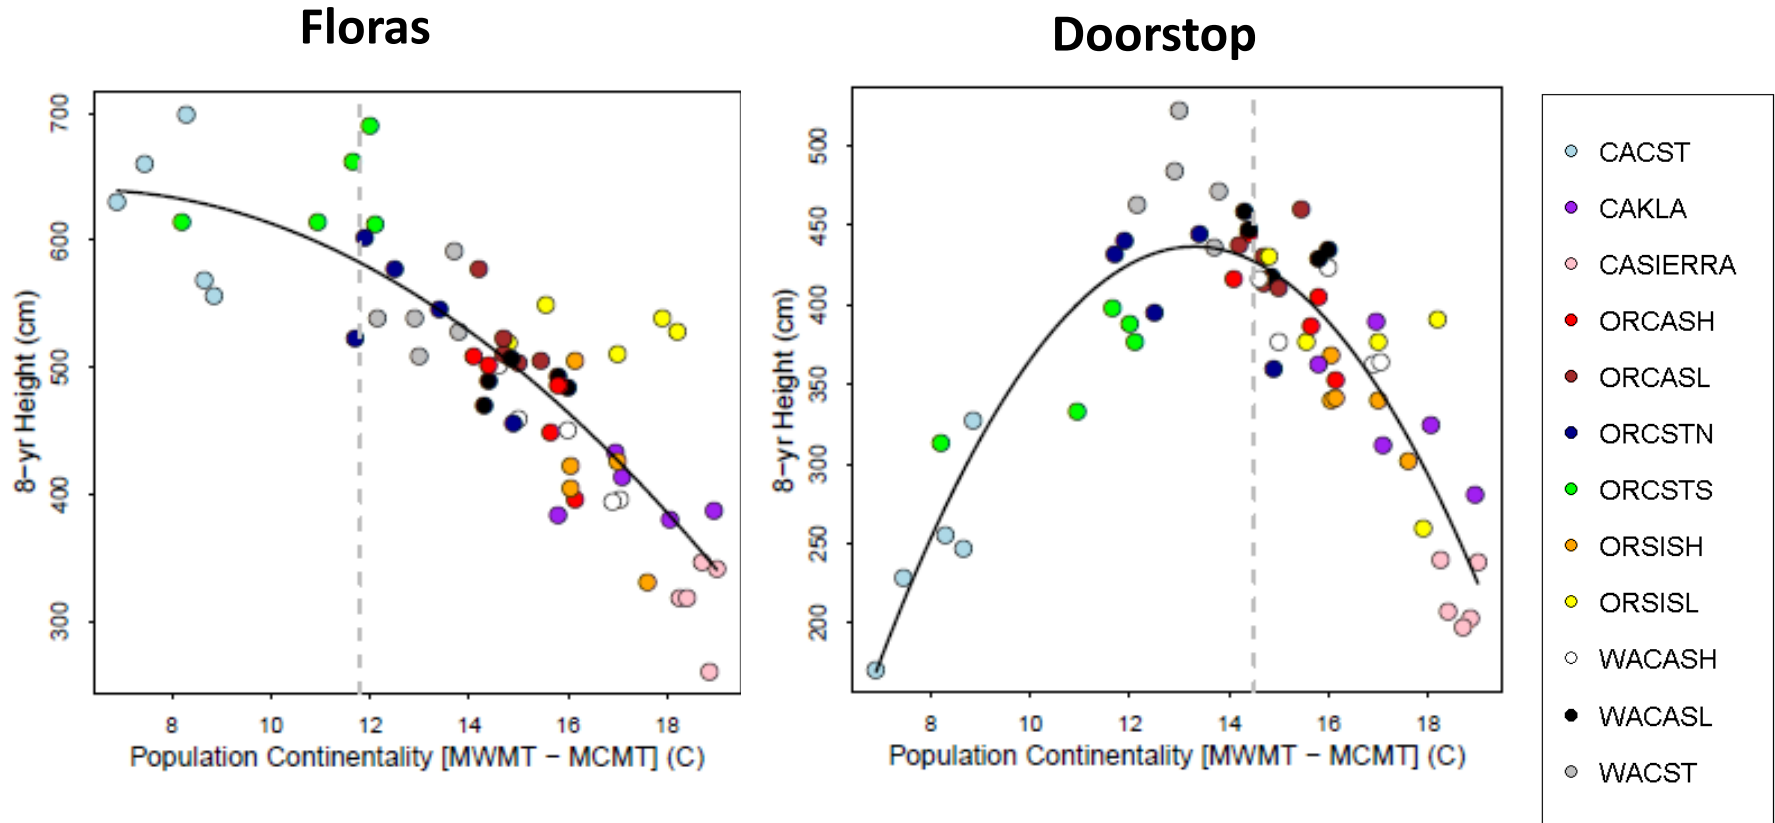 Floras
8−yr Height (cm)
700
600
500
400
300
8
10
12
14
16
18
Population Continentality [MWMT − MCMT] (C)
Doorstop
8−yr Height (cm)
500
450
400
350
300
250
200
8
10
12
14
16
18
Population Continentality [MWMT − MCMT] (C)
CACST
CAKLA
CASIERRA
ORCASH
ORCASL
ORCSTN
ORCSTS
ORSISH
ORSISL
WACASH
WACASL
WACST